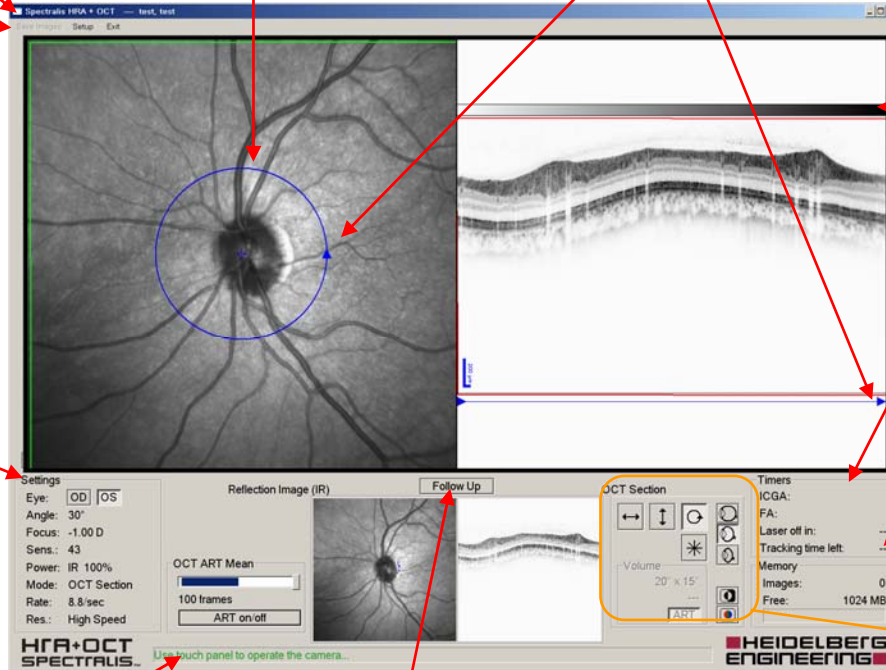 Spectralis HRA + OCT --- test, test
Save Images Setup Exit
200 µm
Settings
Eye: OD OS
Angle: 30°
Focus: -1.00 D
Sens.: 43
Power: IR 100%
Mode: OCT Section
Rate: 8.8/sec
Res.: High Speed
HRA+OCT
SPECTRALIS™
Reflection Image (IR)
OCT ART Mean
100 frames
ART on/off
Follow Up
OCT Section
Volume
20° x 15°
---
ART
Timers
ICGA:
FA:
Laser off in:
Tracking time left:
Memory
Images: 0
Free: 1024 MB
Use touch panel to operate the camera...
HEIDELBERG
ENGINEERING